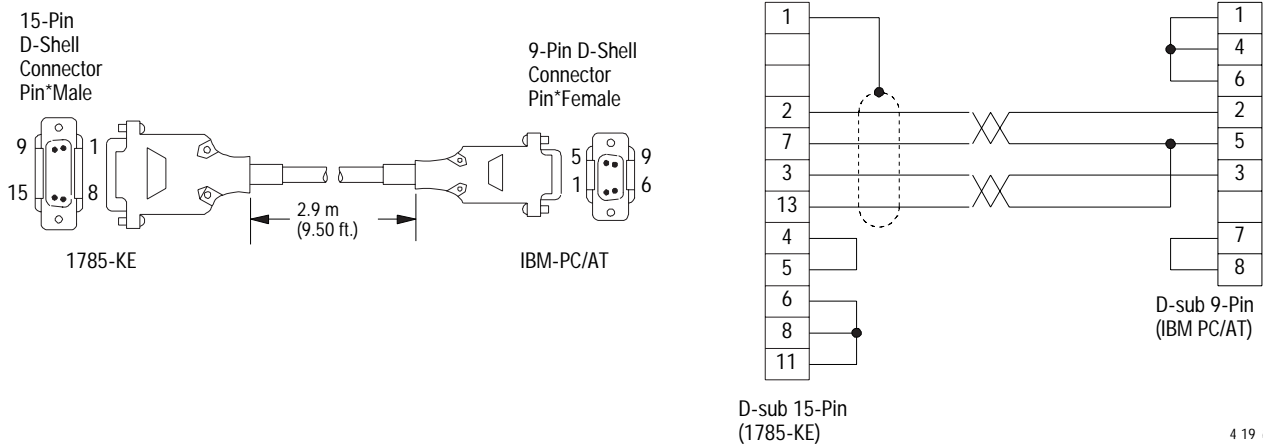 15-Pin
D-Shell
Connector
Pin*Male
9-Pin D-Shell
Connector
Pin*Female
9 1
15 8
5 9
1 6
2.9 m
(9.50 ft.)
1785-KE
IBM-PC/AT
1
2
7
3
13
4
5
6
8
11
D-sub 15-Pin
(1785-KE)
1
4
6
2
5
3
7
8
D-sub 9-Pin
(IBM PC/AT)
4 19